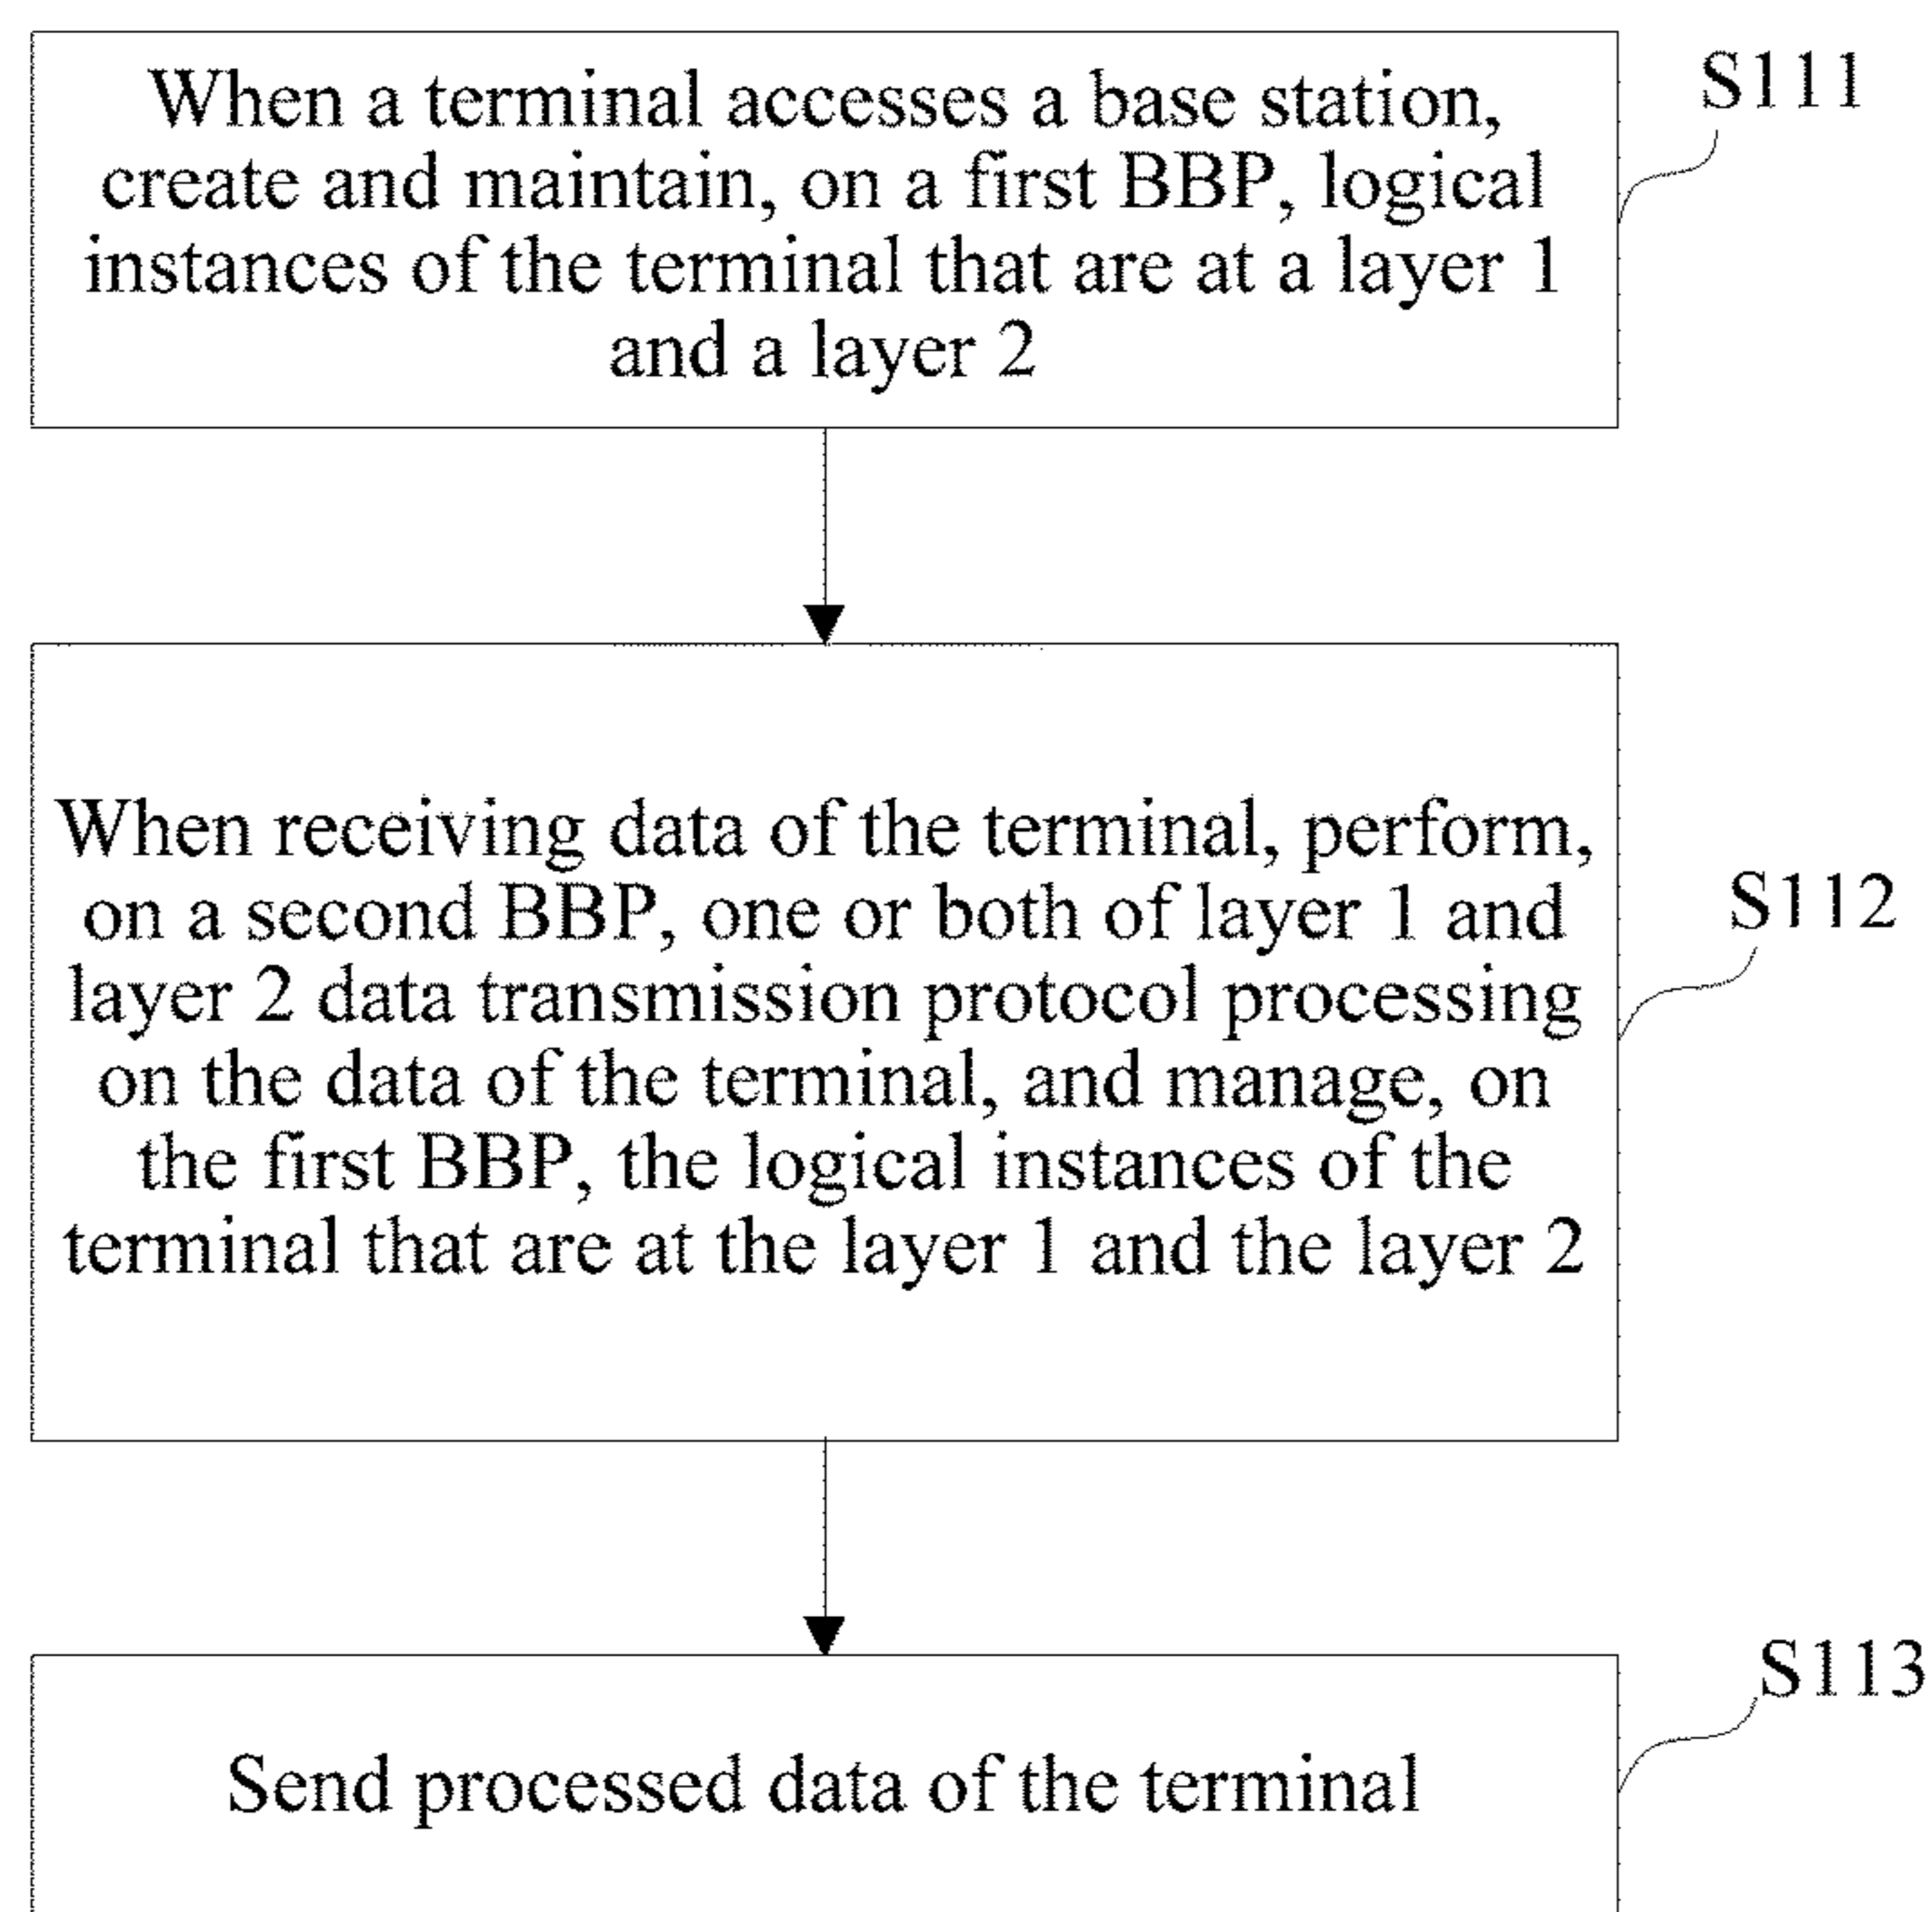 When a terminal accesses a base station,
create and maintain, on a first BBP, logical
instances of the terminal that are at a layer 1
and a layer 2
S111
When receiving data of the terminal, perform,
on a second BBP, one or both of layer 1 and
layer 2 data transmission protocol processing
on the data of the terminal, and manage, on
the first BBP, the logical instances of the
terminal that are at the layer 1 and the layer 2
S112
Send processed data of the terminal
S113